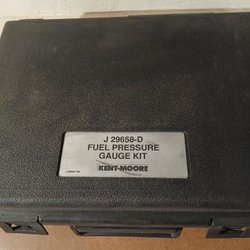 J 29658-D
FUEL PRESSURE
GAUGE KIT
KENT-MOORE